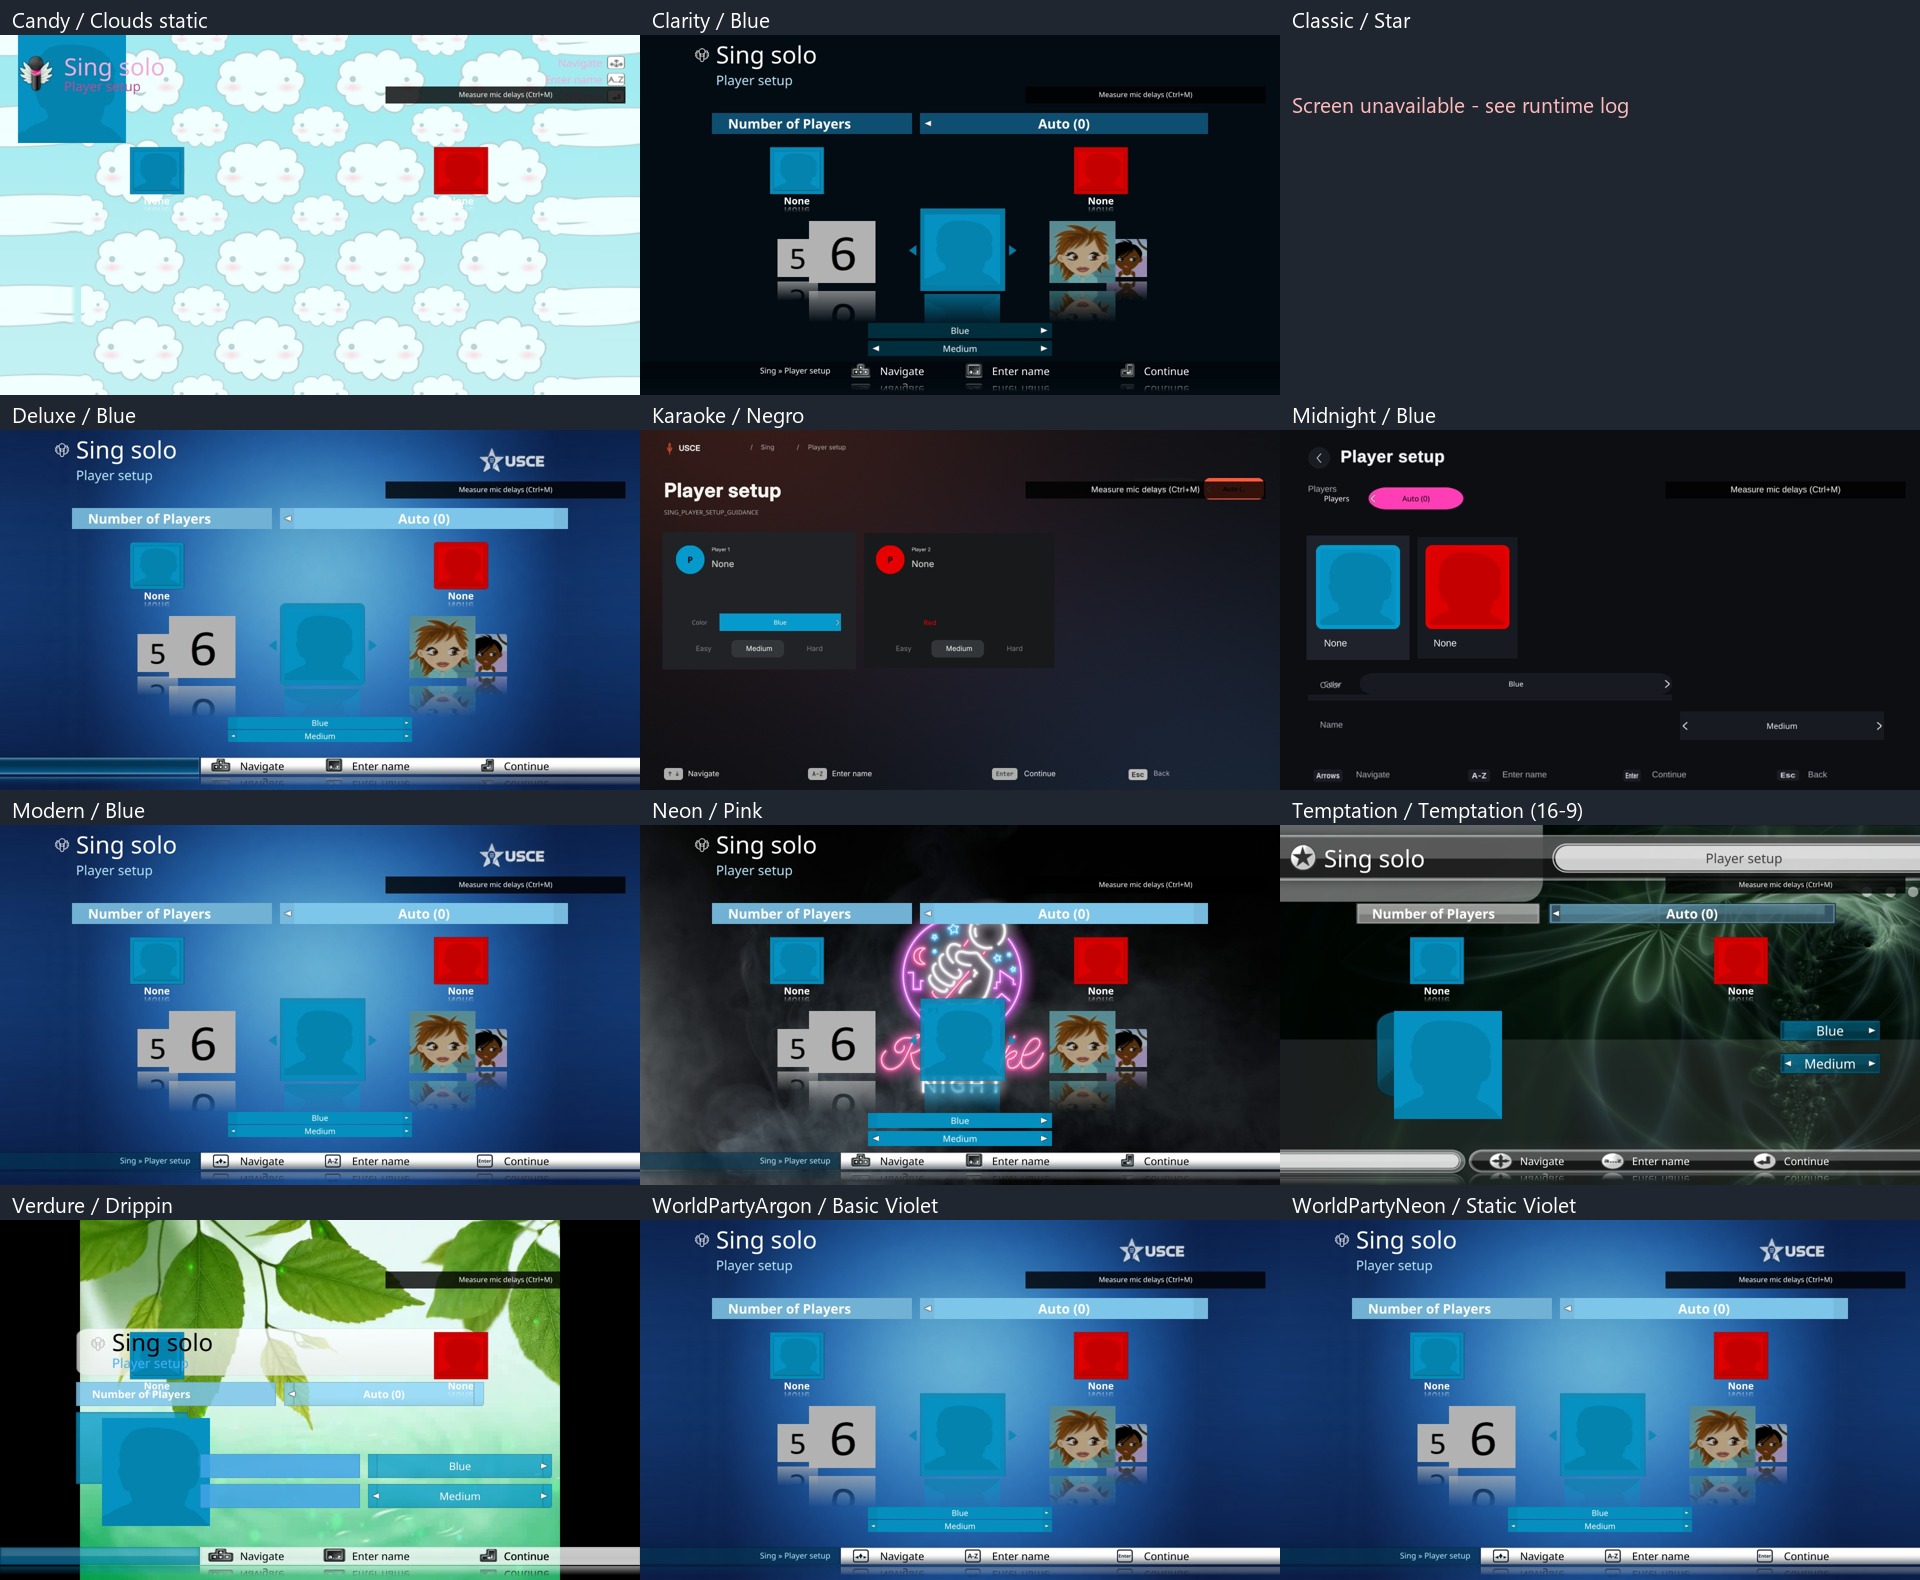 Candy / Clouds static
Sing solo
Player setup
Navigate
Enter name
A_Z
Measure mic delays (Ctrl+M)
None
None
Clarity / Blue
Sing solo
Player setup
Measure mic delays (Ctrl+M)
Number of Players
Auto (0)
None
None
5 6
Blue
Medium
Sing » Player setup
Navigate
Enter name
Continue
Classic / Star
Screen unavailable - see runtime log
Deluxe / Blue
Sing solo
Player setup
USCE
Measure mic delays (Ctrl+M)
Number of Players
Auto (0)
None
None
5 6
Blue
Medium
Navigate
Enter name
Continue
Karaoke / Negro
USCE / Sing / Player setup
Player setup
Measure mic delays (Ctrl+M)
SING_PLAYER_SETUP_GUIDANCE
P
Player 1
None
P
Player 2
None
Color
Blue
Red
Easy
Medium
Hard
Easy
Medium
Hard
Navigate
A-Z
Enter name
Enter
Continue
Esc
Back
Midnight / Blue
Player setup
Players
Players
Auto (0)
Measure mic delays (Ctrl+M)
None
None
Color
Blue
Name
Medium
Arrows
Navigate
A-Z
Enter name
Enter
Continue
Esc
Back
Modern / Blue
Sing solo
Player setup
USCE
Measure mic delays (Ctrl+M)
Number of Players
Auto (0)
None
None
5 6
Blue
Medium
Sing » Player setup
Navigate
A-Z
Enter name
Enter
Continue
Neon / Pink
Sing solo
Player setup
Measure mic delays (Ctrl+M)
Number of Players
Auto (0)
None
None
5 6
NIGHT
Blue
Medium
Sing » Player setup
Navigate
Enter name
Continue
Temptation / Temptation (16-9)
Sing solo
Player setup
Measure mic delays (Ctrl+M)
Number of Players
Auto (0)
None
None
Blue
Medium
Navigate
Enter name
Continue
Verdure / Drippin
Measure mic delays (Ctrl+M)
Sing solo
Player setup
None
None
Number of Players
Auto (0)
Blue
Medium
Navigate
Enter name
Continue
WorldPartyArgon / Basic Violet
Sing solo
Player setup
USCE
Measure mic delays (Ctrl+M)
Number of Players
Auto (0)
None
None
5 6
Blue
Medium
Sing » Player setup
Navigate
A-Z
Enter name
Enter
Continue
WorldPartyNeon / Static Violet
Sing solo
Player setup
USCE
Measure mic delays (Ctrl+M)
Number of Players
Auto (0)
None
None
5 6
Blue
Medium
Sing » Player setup
Navigate
A-Z
Enter name
Enter
Continue